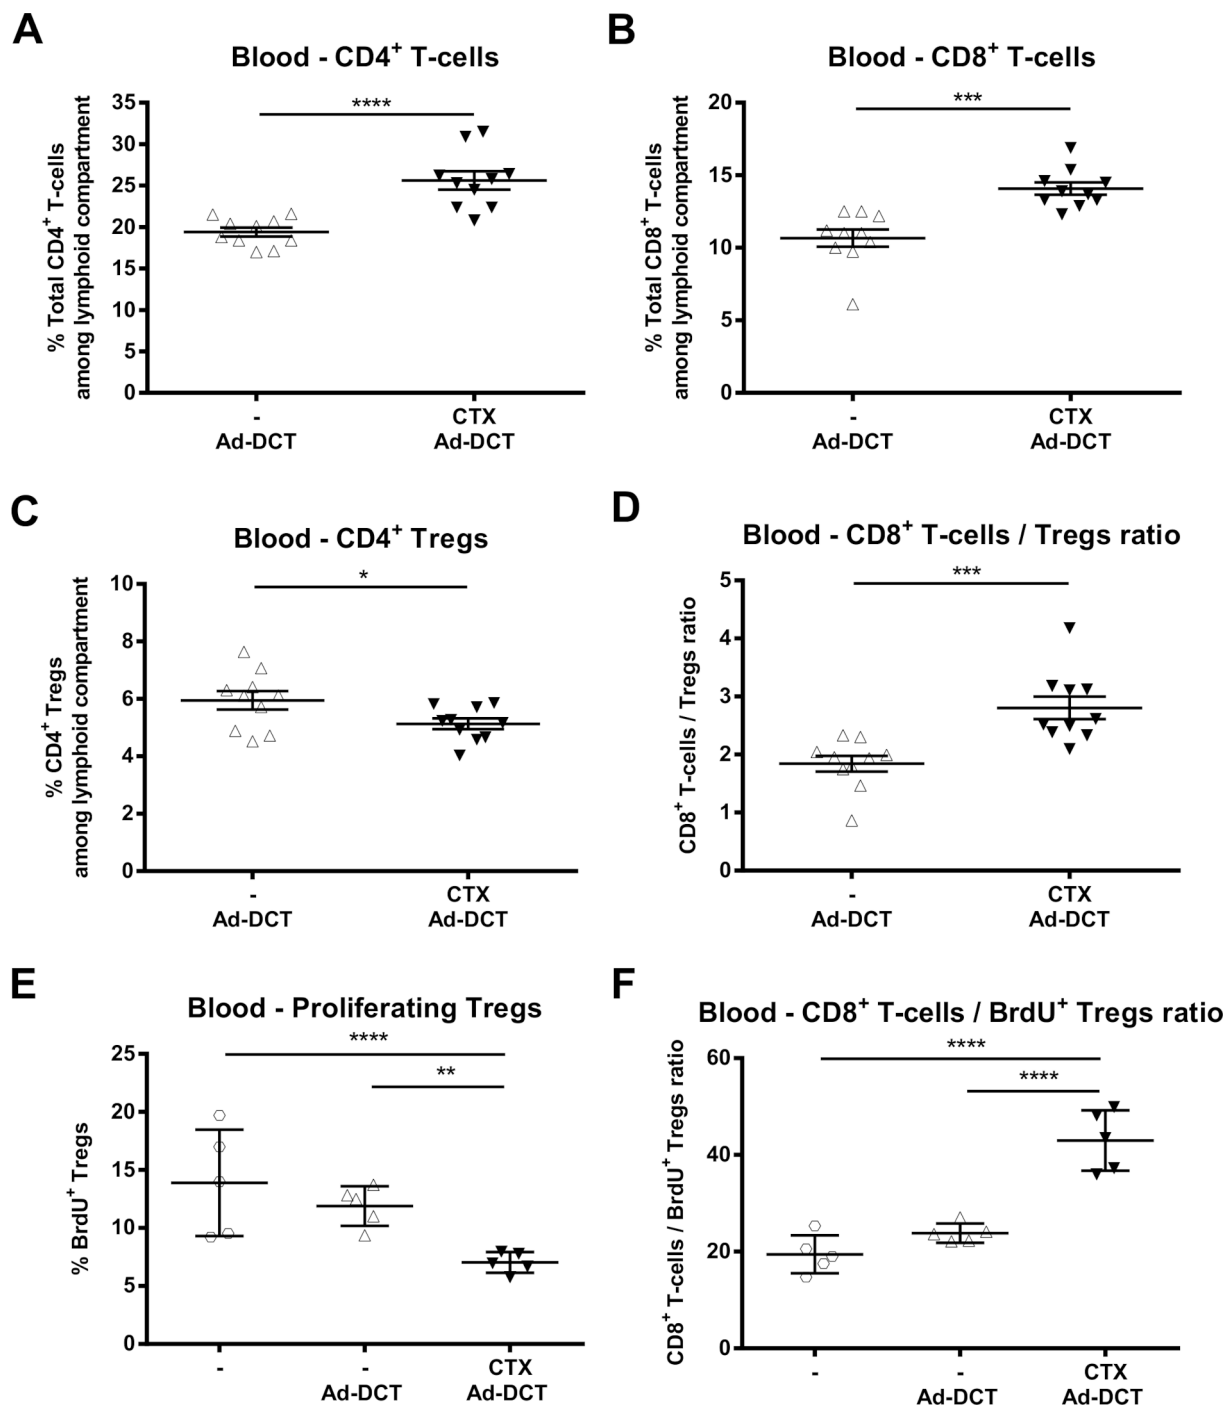 A
Blood - CD4⁺ T-cells
% Total CD4⁺ T-cells
among lymphoid compartment
35
30
25
20
15
10
5
0
****
-
Ad-DCT
CTX
Ad-DCT
B
Blood - CD8⁺ T-cells
% Total CD8⁺ T-cells
among lymphoid compartment
20
15
10
5
0
***
-
Ad-DCT
CTX
Ad-DCT
C
Blood - CD4⁺ Tregs
% CD4⁺ Tregs
among lymphoid compartment
10
8
6
4
2
0
*
-
Ad-DCT
CTX
Ad-DCT
D
Blood - CD8⁺ T-cells / Tregs ratio
CD8⁺ T-cells / Tregs ratio
5
4
3
2
1
0
***
-
Ad-DCT
CTX
Ad-DCT
E
Blood - Proliferating Tregs
% BrdU⁺ Tregs
25
20
15
10
5
0
****
**
-
-
Ad-DCT
CTX
Ad-DCT
F
Blood - CD8⁺ T-cells / BrdU⁺ Tregs ratio
CD8⁺ T-cells / BrdU⁺ Tregs ratio
60
40
20
0
****
****
-
-
Ad-DCT
CTX
Ad-DCT